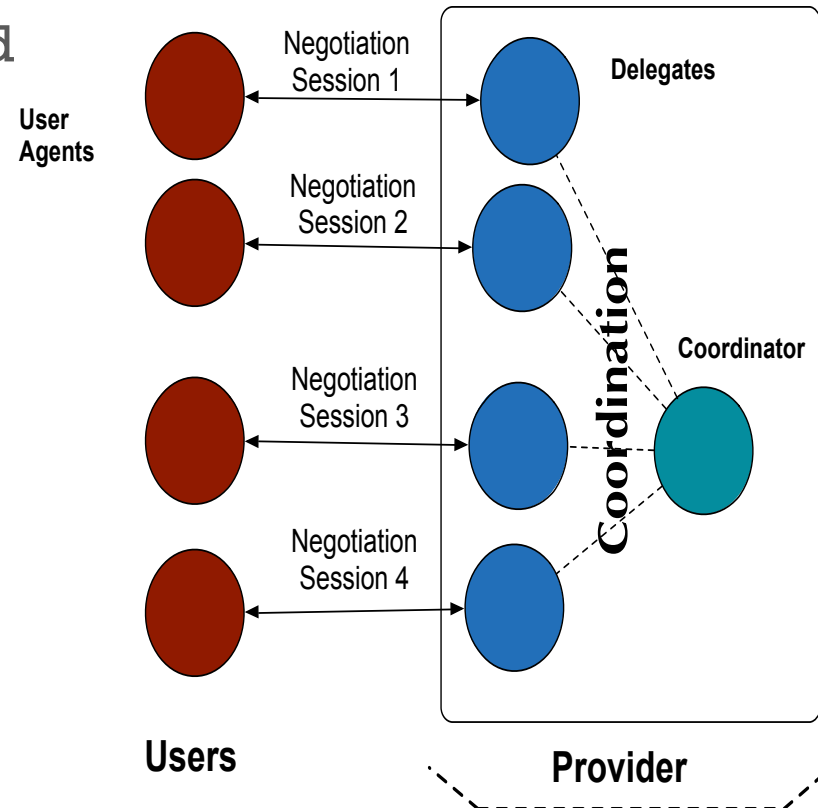 d
Negotiation
Session 1
Delegates
User
Agents
Negotiation
Session 2
Coordination
Coordinator
Negotiation
Session 3
Negotiation
Session 4
Users
Provider